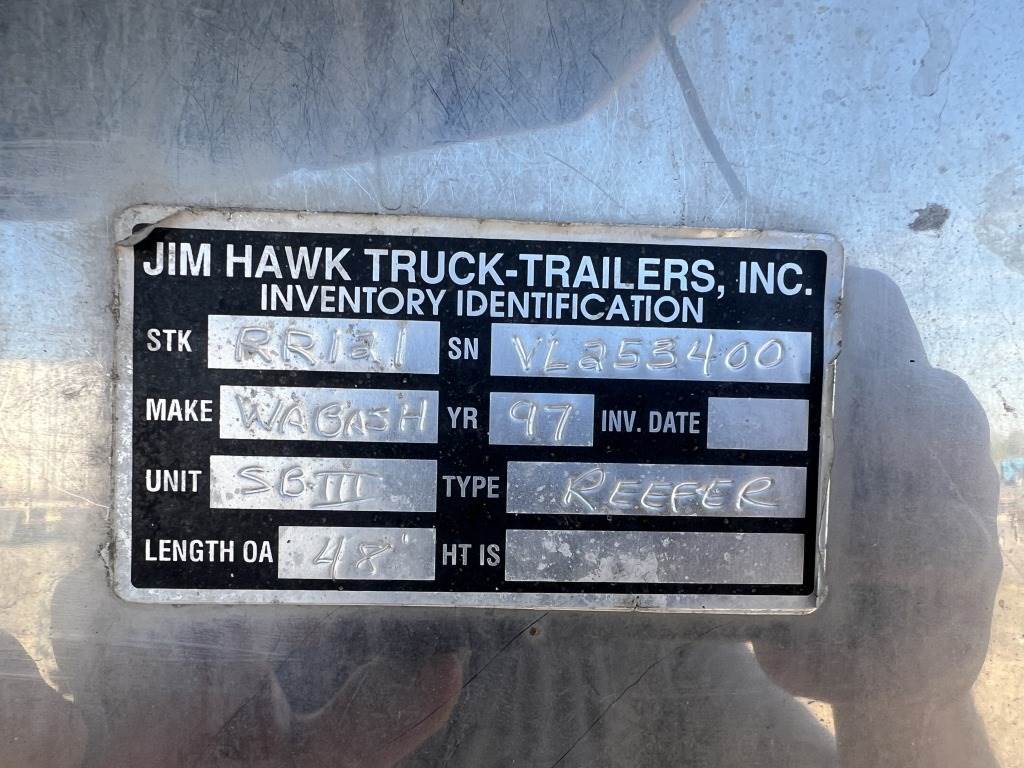 JIM HAWK TRUCK-TRAILERS, INC.
INVENTORY IDENTIFICATION
STK RR121 SN VL253400
MAKE WABASH YR 97 INV. DATE
UNIT SBIII TYPE REEFER
LENGTH OA 48' HT IS